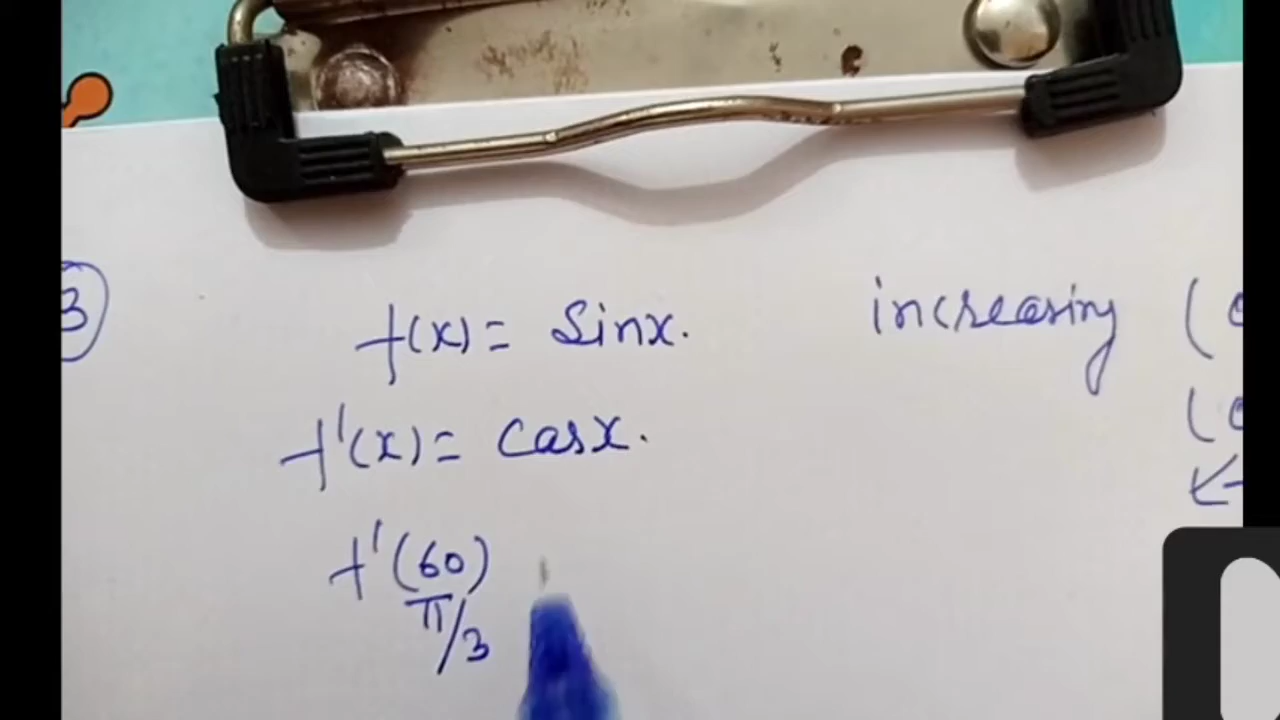 3 f(x) = Sinx. increasing (
f'(x) = cosx. (
f'(60)
π/3